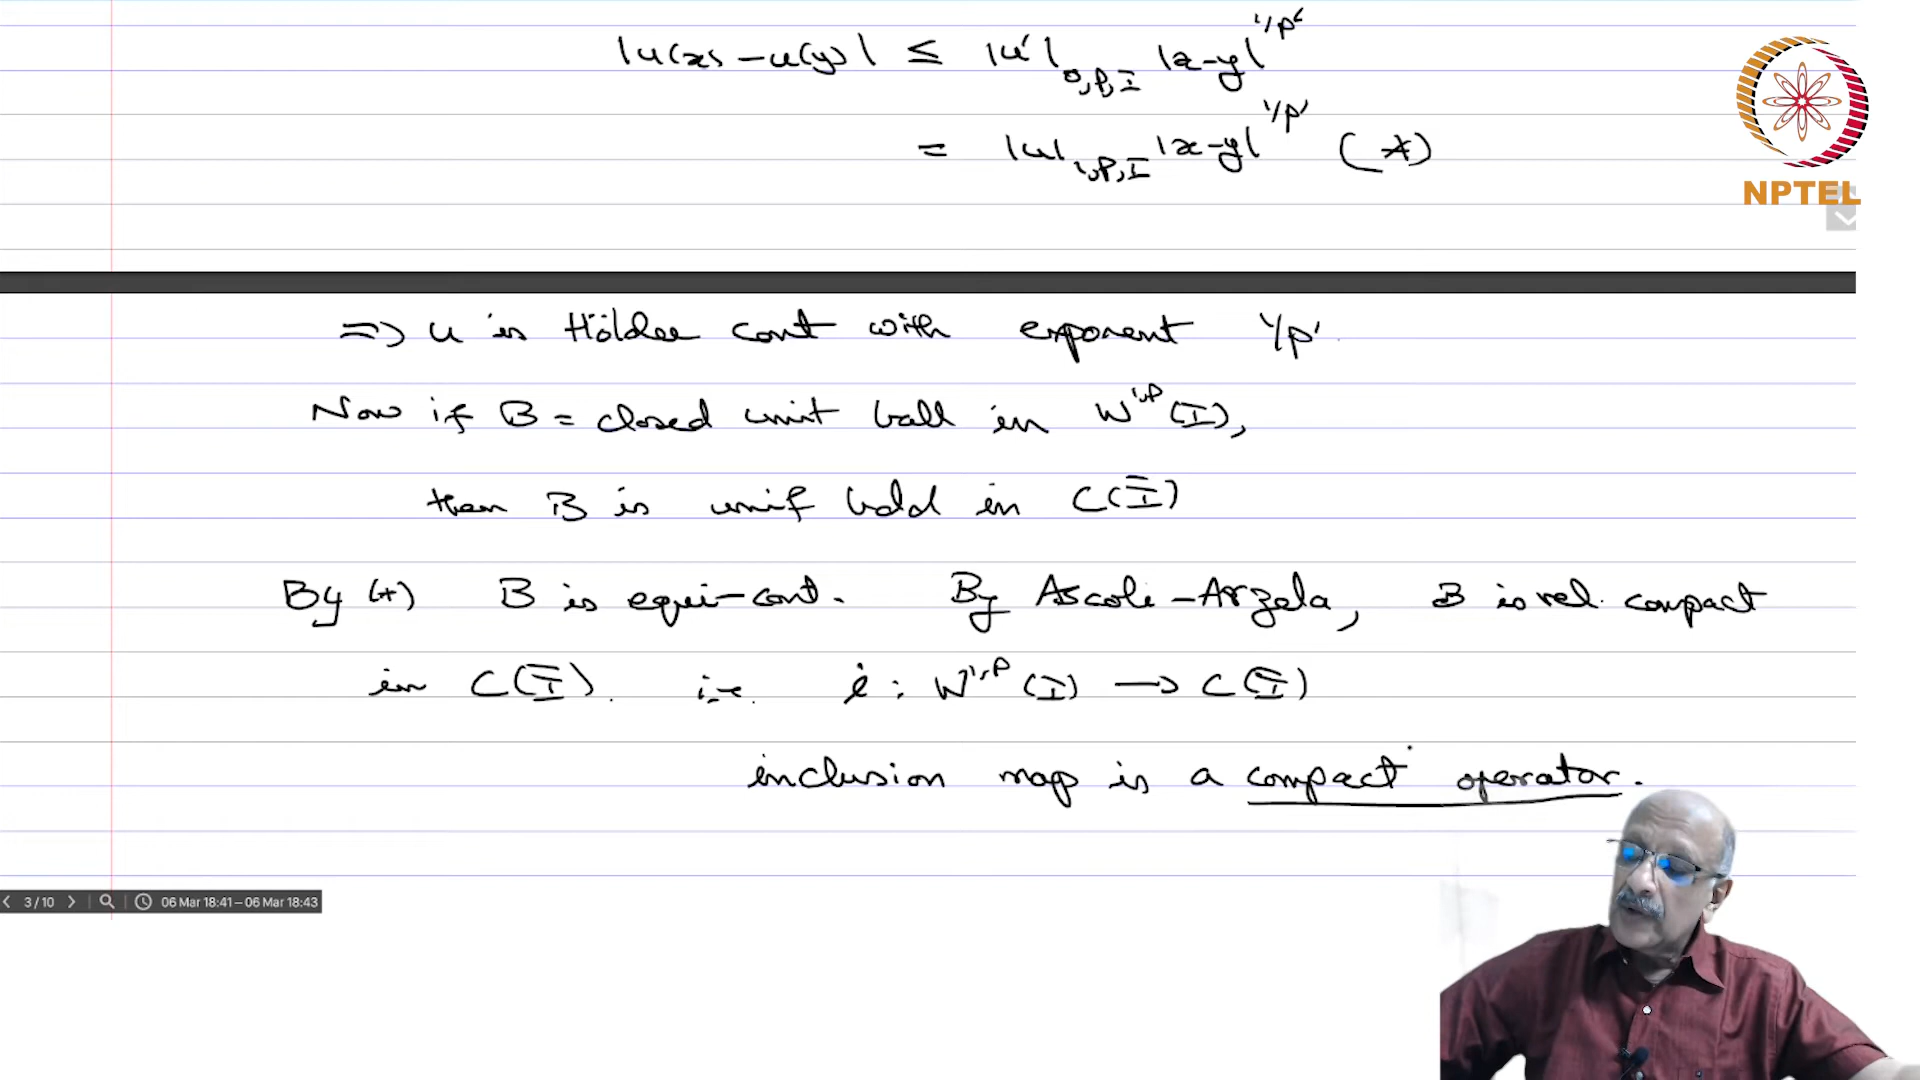 |u(x) - u(y)| ≤ |u'|_{0,p,I} |x-y|^{1/p'}
= |u|_{1,p,I} |x-y|^{1/p'} (*)
NPTEL
=> u is Hölder cont with exponent 1/p'.
Now if B = closed unit ball in W^{1,p}(I),
then B is unif bdd in C(Ī)
By (*) B is equi-cont. By Ascoli-Arzela, B is rel. compact
in C(Ī). i.e. i : W^{1,p}(I) → C(Ī)
inclusion map is a compact operator.
3 / 10 06 Mar 18:41 – 06 Mar 18:43